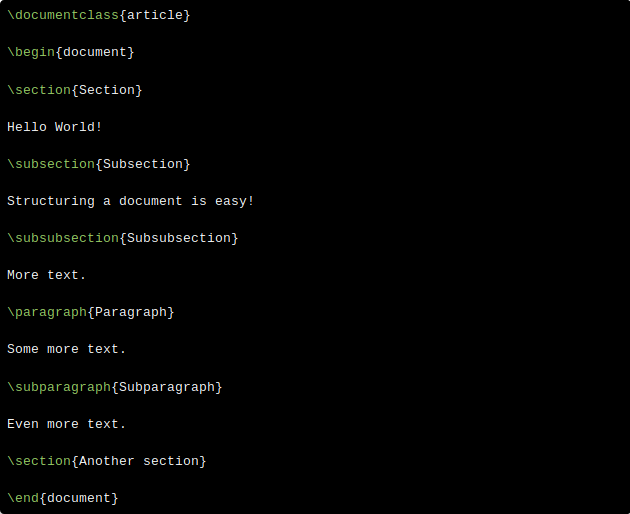 \documentclass{article}
\begin{document}
\section{Section}
Hello World!
\subsection{Subsection}
Structuring a document is easy!
\subsubsection{Subsubsection}
More text.
\paragraph{Paragraph}
Some more text.
\subparagraph{Subparagraph}
Even more text.
\section{Another section}
\end{document}